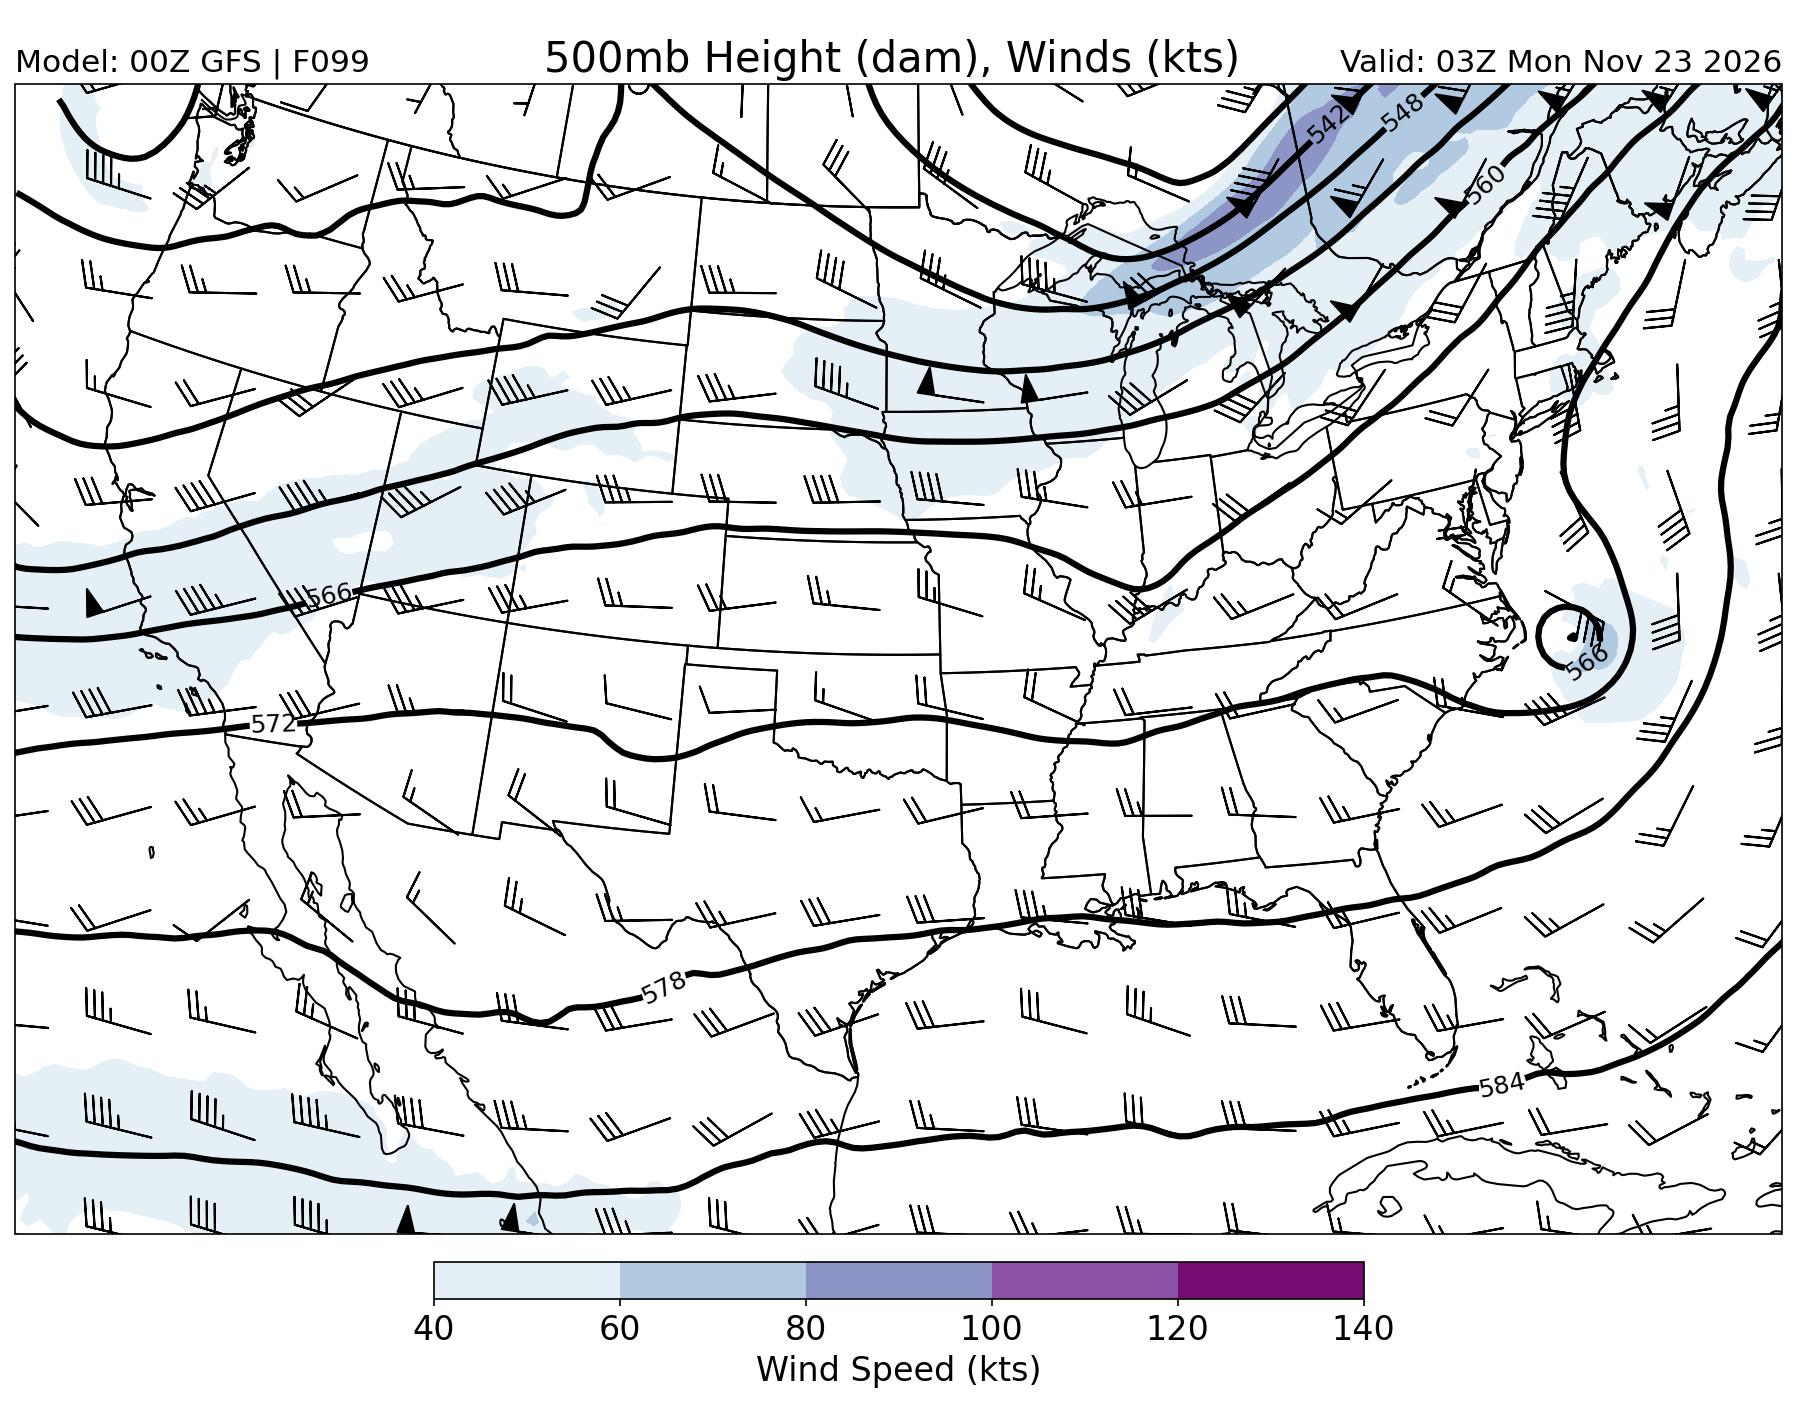 500mb Height (dam), Winds (kts)
Model: 00Z GFS | F099
Valid: 03Z Mon Nov 23 2026
542
548
560
566
566
572
578
584
40 60 80 100 120 140
Wind Speed (kts)